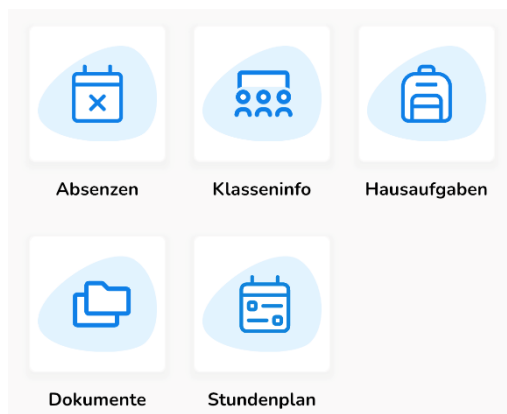 Absenzen
Klasseninfo
Hausaufgaben
Dokumente
Stundenplan